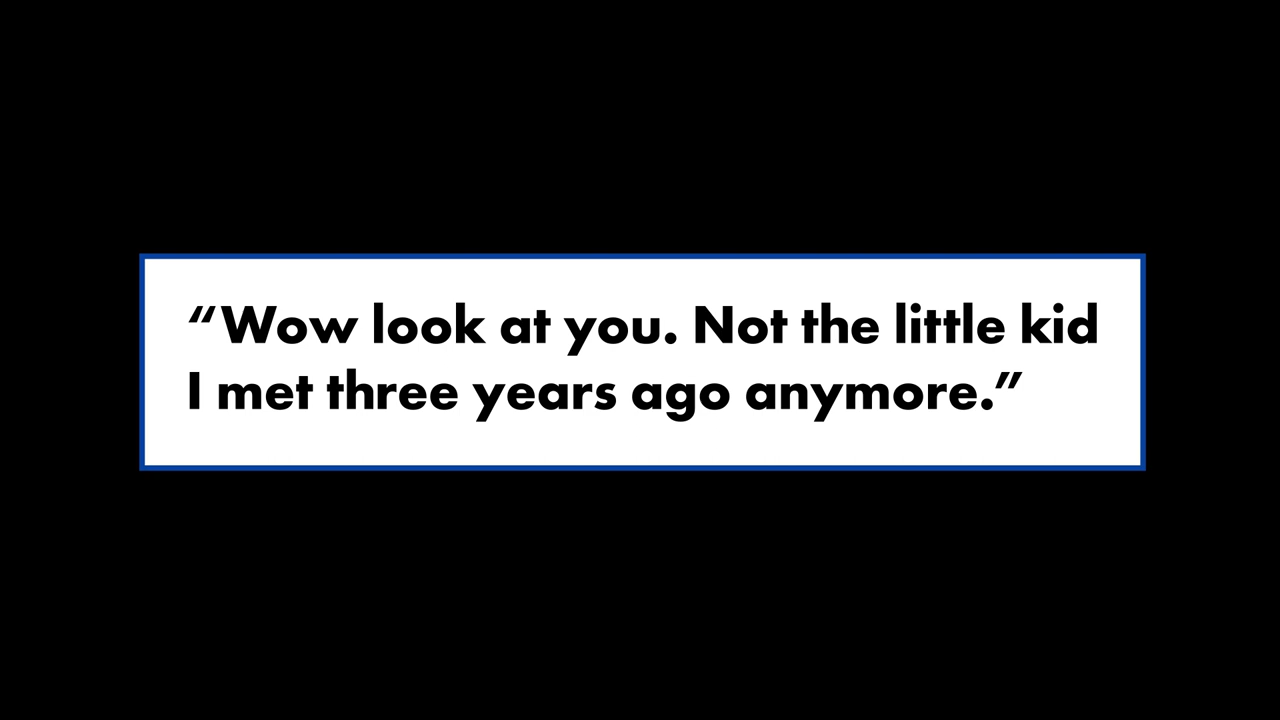 “Wow look at you. Not the little kid
I met three years ago anymore.”